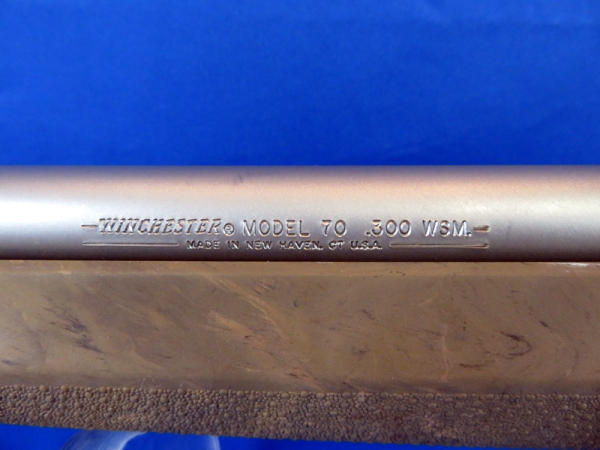 WINCHESTER® MODEL 70 .300 WSM.
MADE IN NEW HAVEN, CT U.S.A.